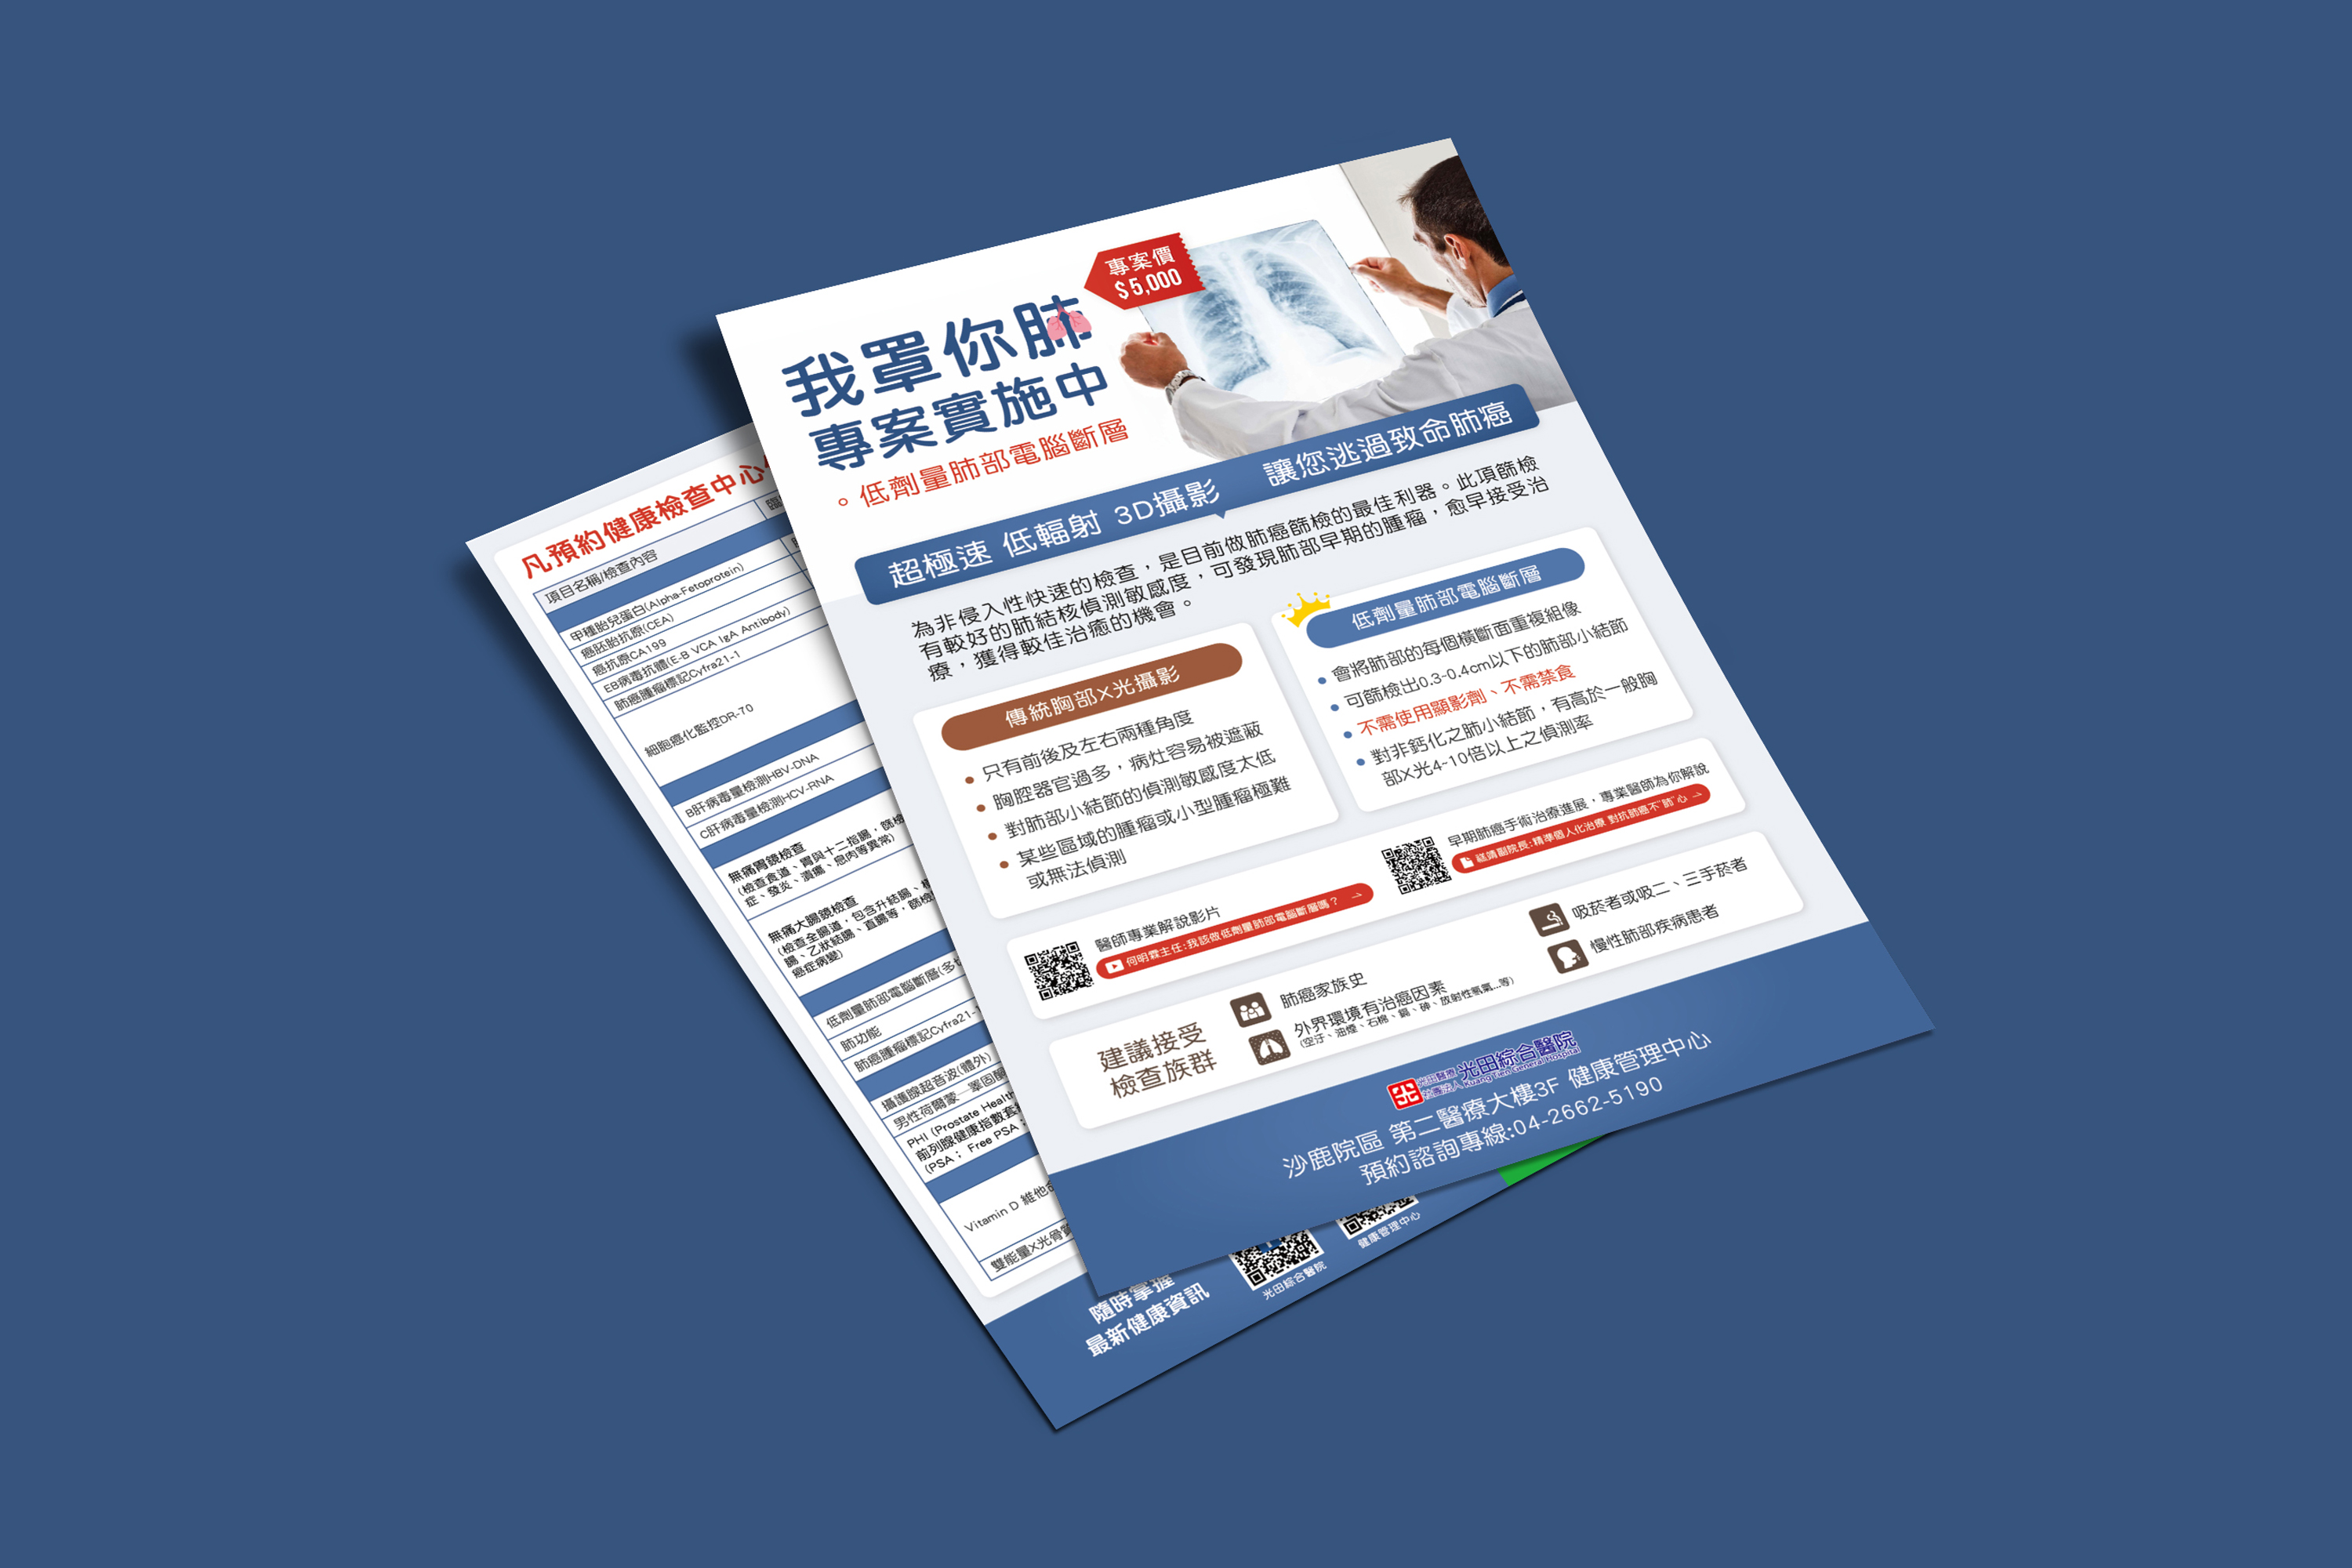 專案價
$5,000
我罩你肺
專案實施中
。低劑量肺部電腦斷層
超極速 低輻射 3D攝影 讓您逃過致命肺癌
為非侵入性快速的檢查，是目前做肺癌篩檢的最佳利器。此項篩檢
有較好的肺結核偵測敏感度，可發現肺部早期的腫瘤，愈早接受治
療，獲得較佳治癒的機會。
傳統胸部X光攝影
只有前後及左右兩種角度
胸腔器官過多，病灶容易被遮蔽
對肺部小結節的偵測敏感度太低
某些區域的腫瘤或小型腫瘤極難
或無法偵測
低劑量肺部電腦斷層
會將肺部的每個橫斷面重複組像
可篩檢出0.3-0.4cm以下的肺部小結節
不需使用顯影劑、不需禁食
對非鈣化之肺小結節，有高於一般胸
部X光4-10倍以上之偵測率
醫師專業解說影片
何明霖主任:我該做低劑量肺部電腦斷層嗎？
早期肺癌手術治療進展，專業醫師為你解說
副院長:精準個人化治療 對抗肺癌不"肺"心
建議接受
檢查族群
肺癌家族史
外界環境有治癌因素
(空汙、油煙、石棉、鎘、砷、放射性氡氣...等)
吸菸者或吸二、三手菸者
慢性肺部疾病患者
光田醫療
社團法人
光田綜合醫院
Kuang Tien General Hospital
沙鹿院區 第二醫療大樓3F 健康管理中心
預約諮詢專線:04-2662-5190
凡預約健康檢查中心
項目名稱/檢查內容
甲種胎兒蛋白(Alpha-Fetoprotein)
癌胚胎抗原(CEA)
癌抗原CA199
EB病毒抗體(E-B VCA IgA Antibody)
肺癌腫瘤標記Cyfra21-1
細胞癌化監控DR-70
B肝病毒量檢測HBV-DNA
C肝病毒量檢測HCV-RNA
無痛胃鏡檢查
(檢查食道、胃與十二指腸，篩檢
症、發炎、潰瘍、息肉等異常)
無痛大腸鏡檢查
(檢查全腸道，包含升結腸、橫
腸、乙狀結腸、直腸等，篩檢
癌症病變)
低劑量肺部電腦斷層(多
肺功能
肺癌腫瘤標記Cyfra21-1
攝護腺超音波(體外)
男性荷爾蒙—睪固酮
PHI (Prostate Health
前列腺健康指數套
(PSA； Free PSA；
Vitamin D 維他
雙能量X光骨
隨時掌握
最新健康資訊
光田綜合醫院
健康管理中心